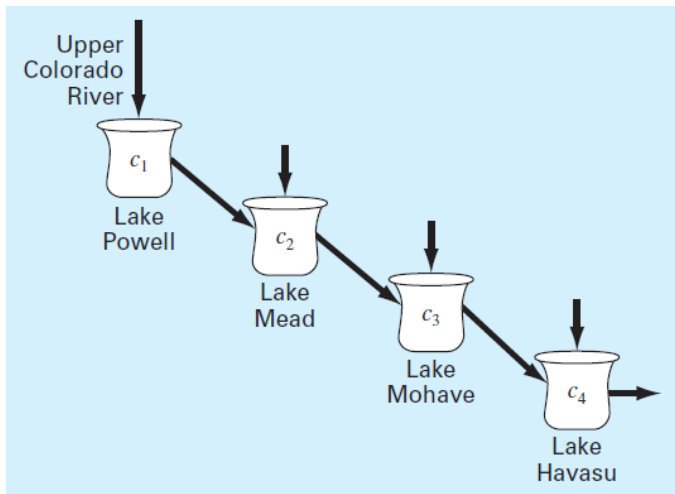 Upper
Colorado
River
c₁
Lake
Powell
c₂
Lake
Mead
c₃
Lake
Mohave
c₄
Lake
Havasu